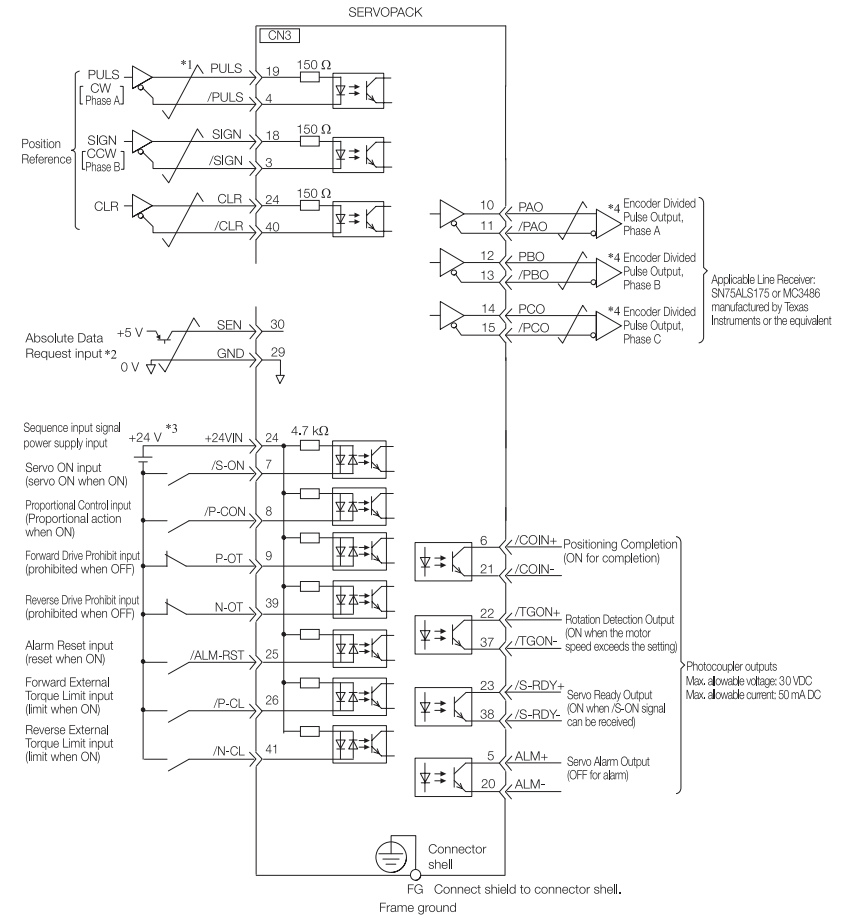 SERVOPACK
CN3
Position
Reference
PULS
CW
Phase A
*1
PULS
19
150 Ω
/PULS
4
SIGN
CCW
Phase B
SIGN
18
150 Ω
/SIGN
3
CLR
CLR
24
150 Ω
/CLR
40
Absolute Data
Request input *2
+5 V
SEN
30
0 V
GND
29
Sequence input signal
power supply input
+24 V *3
+24VIN
24
4.7 kΩ
Servo ON input
(servo ON when ON)
/S-ON
7
Proportional Control input
(Proportional action
when ON)
/P-CON
8
Forward Drive Prohibit input
(prohibited when OFF)
P-OT
9
Reverse Drive Prohibit input
(prohibited when OFF)
N-OT
39
Alarm Reset input
(reset when ON)
/ALM-RST
25
Forward External
Torque Limit input
(limit when ON)
/P-CL
26
Reverse External
Torque Limit input
(limit when ON)
/N-CL
41
10
PAO
11
/PAO
*4 Encoder Divided
Pulse Output,
Phase A
12
PBO
13
/PBO
*4 Encoder Divided
Pulse Output,
Phase B
14
PCO
15
/PCO
*4 Encoder Divided
Pulse Output,
Phase C
Applicable Line Receiver:
SN75ALS175 or MC3486
manufactured by Texas
Instruments or the equivalent
6
/COIN+
21
/COIN-
Positioning Completion
(ON for completion)
22
/TGON+
37
/TGON-
Rotation Detection Output
(ON when the motor
speed exceeds the setting)
23
/S-RDY+
38
/S-RDY-
Servo Ready Output
(ON when /S-ON signal
can be received)
5
ALM+
20
ALM-
Servo Alarm Output
(OFF for alarm)
Photocoupler outputs
Max. allowable voltage: 30 VDC
Max. allowable current: 50 mA DC
Connector
shell
FG Connect shield to connector shell.
Frame ground